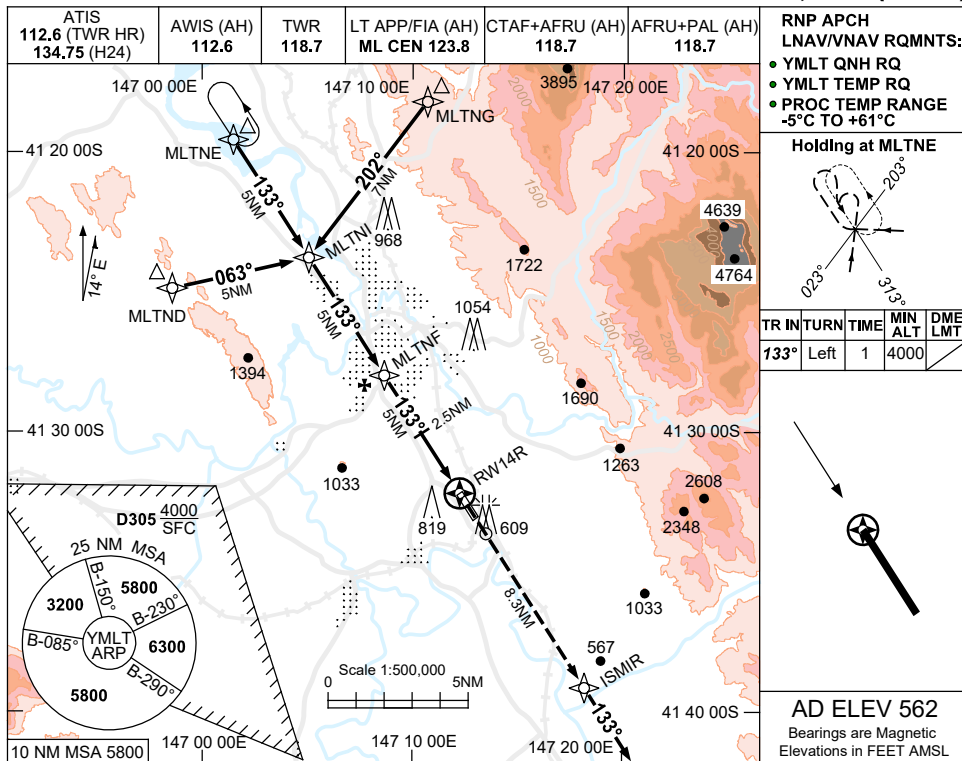 ATIS
112.6 (TWR HR)
134.75 (H24)
AWIS (AH)
112.6
TWR
118.7
LT APP/FIA (AH)
ML CEN 123.8
CTAF+AFRU (AH)
118.7
AFRU+PAL (AH)
118.7
RNP APCH
LNAV/VNAV RQMNTS:
YMLT QNH RQ
YMLT TEMP RQ
PROC TEMP RANGE
-5°C TO +61°C
147 00 00E
147 10 00E
3895
147 20 00E
2000
MLTNG
MLTNE
41 20 00S
41 20 00S
Holding at MLTNE
203°
023°
313°
133°
5NM
202°
7NM
1500
968
MLTNI
4639
4764
1722
14° E
063°
5NM
MLTND
133°
5NM
1054
1500
1000
2000
2500
TR IN
TURN
TIME
MIN ALT
DME LMT
133°
Left
1
4000
1394
MLTNF
1690
133°
5NM
2.5NM
41 30 00S
41 30 00S
1263
1033
RW14R
2608
2348
819
609
D305 4000
SFC
25 NM MSA
B-150°
5800
3200
B-230°
B-085°
YMLT
ARP
6300
5800
B-290°
10 NM MSA 5800
8.3NM
1033
567
ISMIR
133°
Scale 1:500,000
0
5NM
41 40 00S
147 00 00E
147 10 00E
147 20 00E
AD ELEV 562
Bearings are Magnetic
Elevations in FEET AMSL